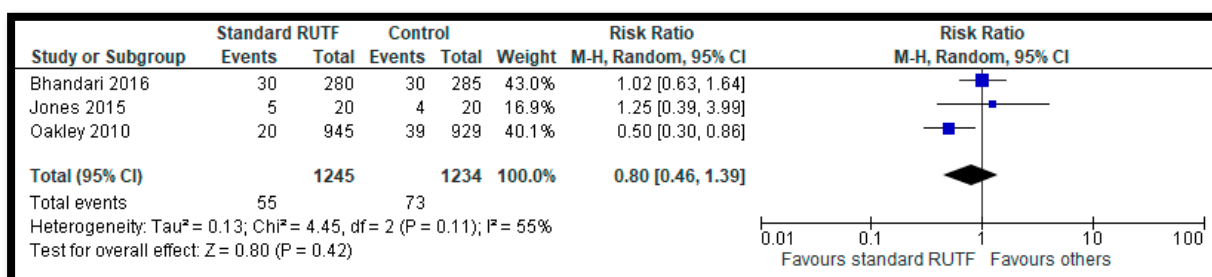 Standard RUTF Control Risk Ratio Risk Ratio
Study or Subgroup Events Total Events Total Weight M-H, Random, 95% CI M-H, Random, 95% CI
Bhandari 2016 30 280 30 285 43.0% 1.02 [0.63, 1.64]
Jones 2015 5 20 4 20 16.9% 1.25 [0.39, 3.99]
Oakley 2010 20 945 39 929 40.1% 0.50 [0.30, 0.86]
Total (95% CI) 1245 1234 100.0% 0.80 [0.46, 1.39]
Total events 55 73
Heterogeneity: Tau² = 0.13; Chi² = 4.45, df = 2 (P = 0.11); I² = 55%
Test for overall effect: Z = 0.80 (P = 0.42)
0.01 0.1 1 10 100
Favours standard RUTF Favours others